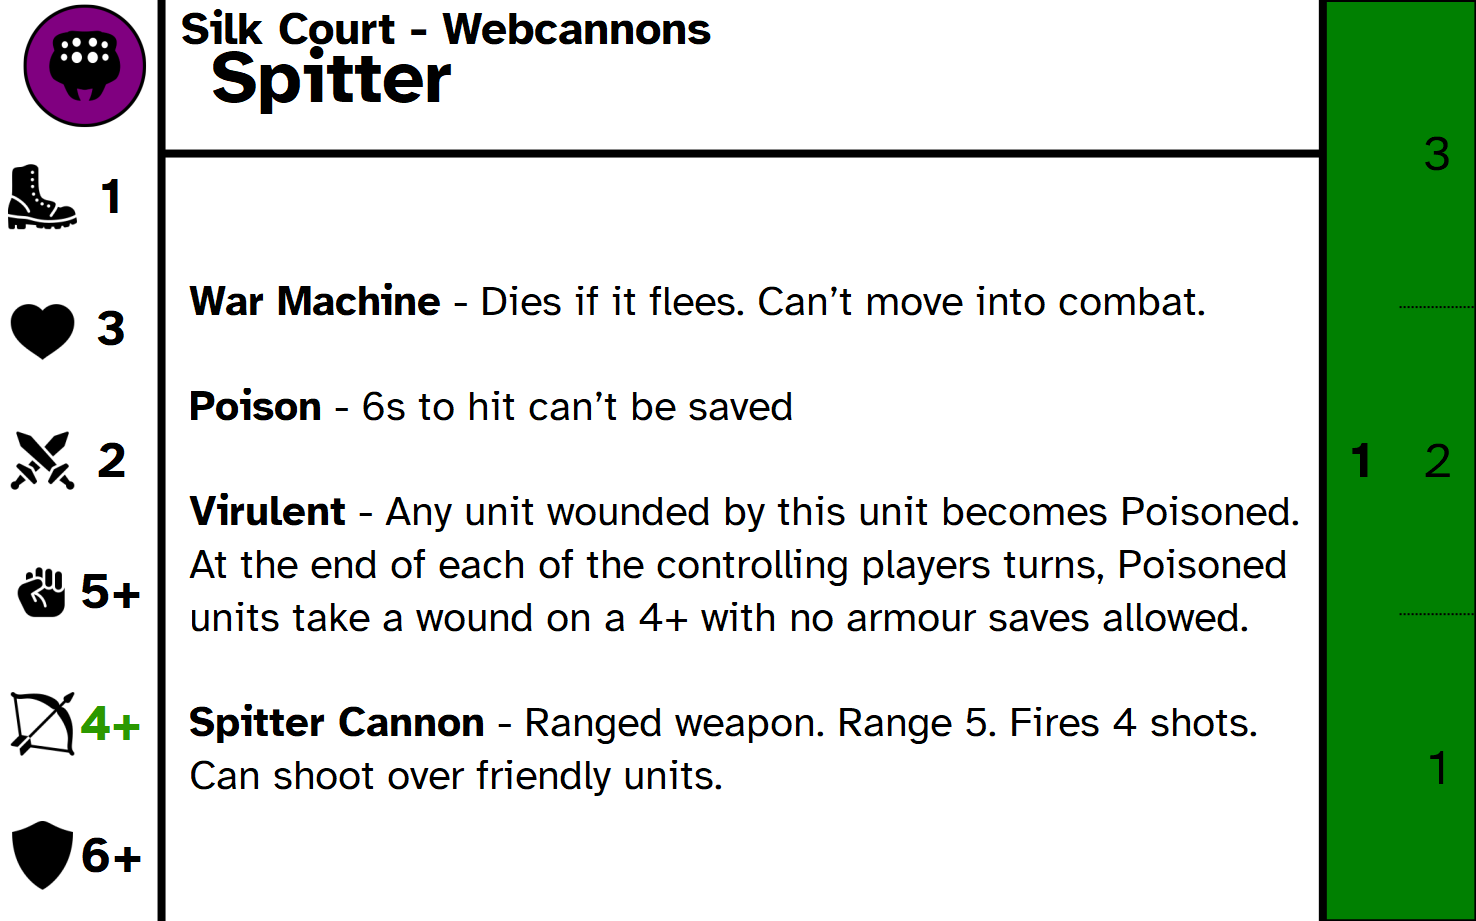 Silk Court - Webcannons
Spitter
1
3
2
5+
4+
6+
War Machine - Dies if it flees. Can’t move into combat.
Poison - 6s to hit can’t be saved
Virulent - Any unit wounded by this unit becomes Poisoned.
At the end of each of the controlling players turns, Poisoned
units take a wound on a 4+ with no armour saves allowed.
Spitter Cannon - Ranged weapon. Range 5. Fires 4 shots.
Can shoot over friendly units.
3
1 2
1